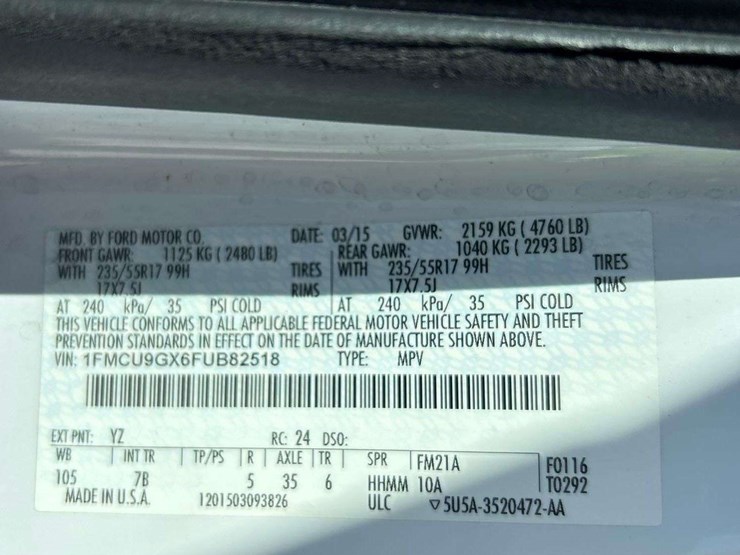 MFD. BY FORD MOTOR CO. DATE: 03/15 GVWR: 2159 KG ( 4760 LB)
FRONT GAWR: 1125 KG ( 2480 LB) REAR GAWR: 1040 KG ( 2293 LB)
WITH 235/55R17 99H TIRES WITH 235/55R17 99H TIRES
17X7.5J RIMS 17X7.5J RIMS
AT 240 kPa/ 35 PSI COLD AT 240 kPa/ 35 PSI COLD
THIS VEHICLE CONFORMS TO ALL APPLICABLE FEDERAL MOTOR VEHICLE SAFETY AND THEFT
PREVENTION STANDARDS IN EFFECT ON THE DATE OF MANUFACTURE SHOWN ABOVE.
VIN: 1FMCU9GX6FUB82518 TYPE: MPV
EXT PNT: YZ RC: 24 DSO:
WB INT TR TP/PS R AXLE TR SPR FM21A F0116
105 7B 5 35 6 HHMM 10A T0292
MADE IN U.S.A. 1201503093826 ULC ▽5U5A-3520472-AA